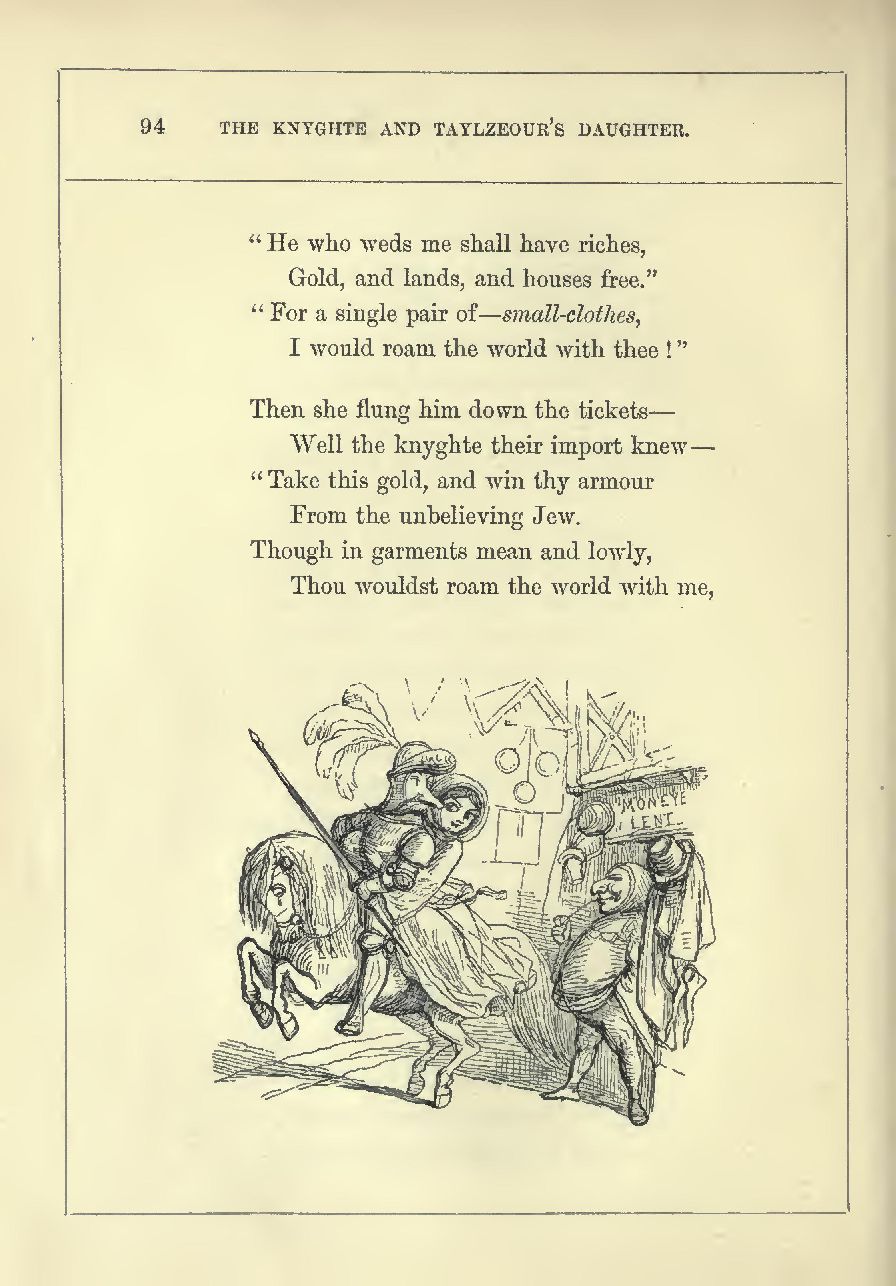 94 THE KNYGHTE AND TAYLZEOUR'S DAUGHTER.
“He who weds me shall have riches,
Gold, and lands, and houses free.”
“For a single pair of—small-clothes,
I would roam the world with thee!”
Then she flung him down the tickets—
Well the knyghte their import knew—
“Take this gold, and win thy armour
From the unbelieving Jew.
Though in garments mean and lowly,
Thou wouldst roam the world with me,
MONEYE
LENT